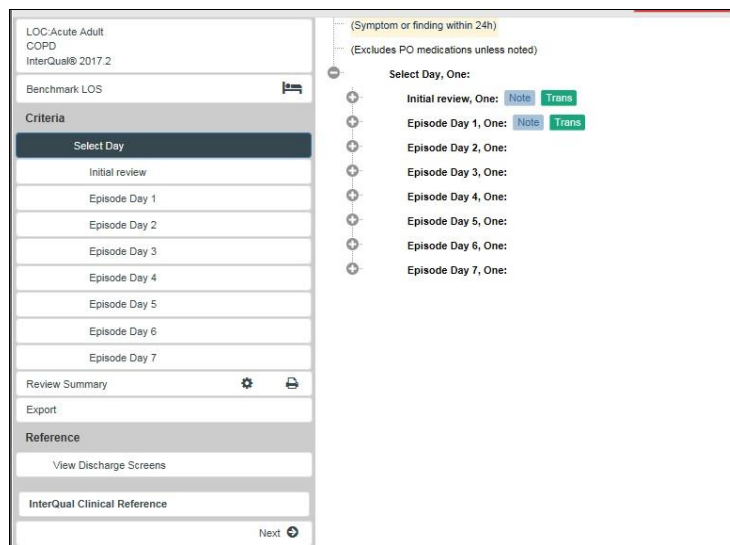 LOC:Acute Adult
COPD
InterQual® 2017.2
Benchmark LOS
Criteria
Select Day
Initial review
Episode Day 1
Episode Day 2
Episode Day 3
Episode Day 4
Episode Day 5
Episode Day 6
Episode Day 7
Review Summary
Export
Reference
View Discharge Screens
InterQual Clinical Reference
Next
(Symptom or finding within 24h)
(Excludes PO medications unless noted)
Select Day, One:
Initial review, One: Note Trans
Episode Day 1, One: Note Trans
Episode Day 2, One:
Episode Day 3, One:
Episode Day 4, One:
Episode Day 5, One:
Episode Day 6, One:
Episode Day 7, One: